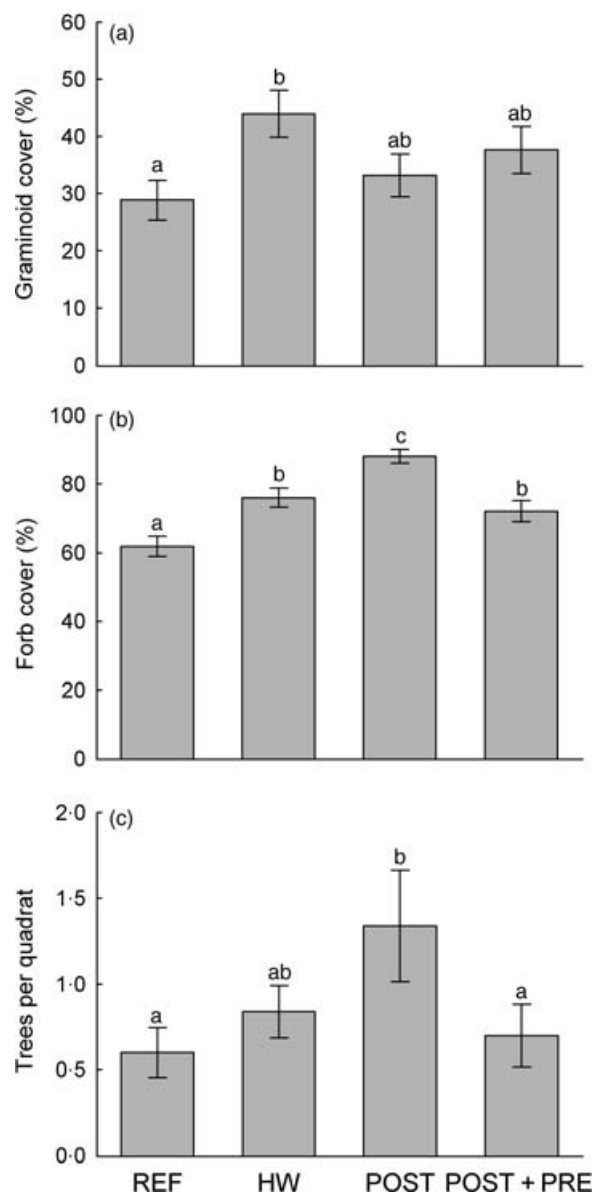 (a)
Graminoid cover (%)
60
50
40
30
20
10
0
a
b
ab
ab
(b)
Forb cover (%)
100
80
60
40
20
0
a
b
c
b
(c)
Trees per quadrat
2·0
1·5
1·0
0·5
0·0
a
ab
b
a
REF HW POST POST + PRE